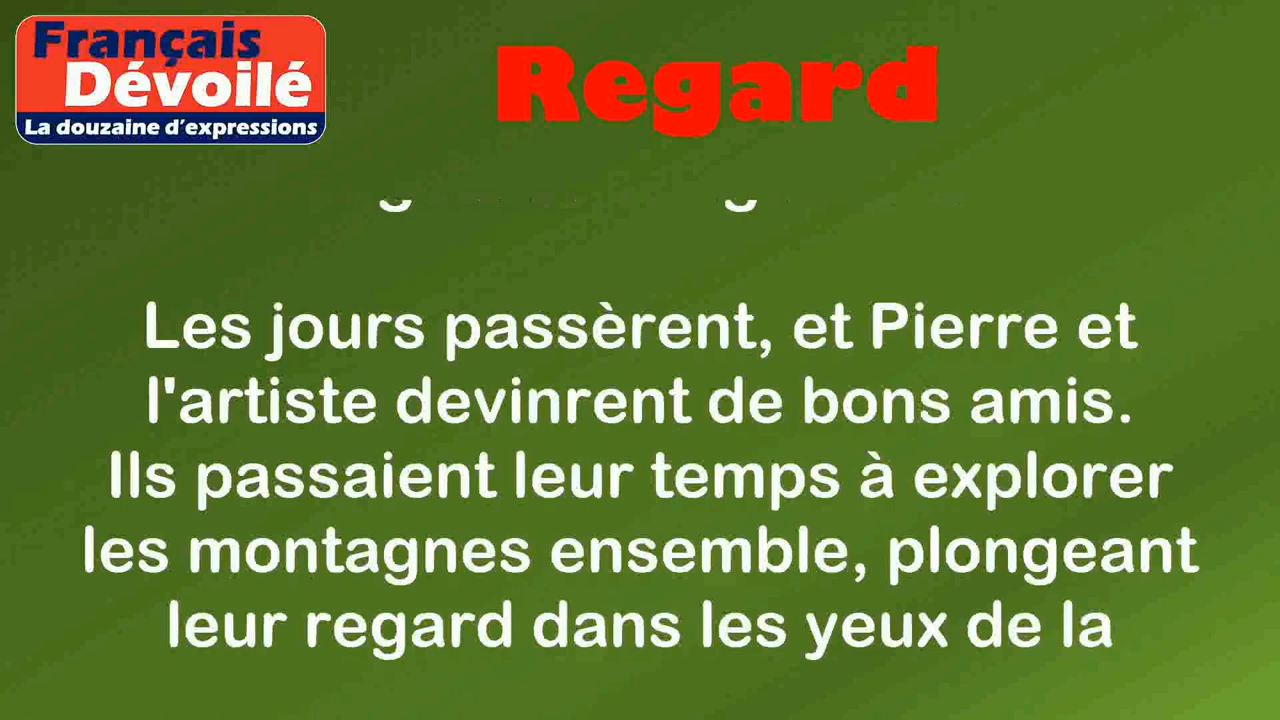 Français
Dévoilé
La douzaine d'expressions
Regard
Les jours passèrent, et Pierre et
l'artiste devinrent de bons amis.
Ils passaient leur temps à explorer
les montagnes ensemble, plongeant
leur regard dans les yeux de la